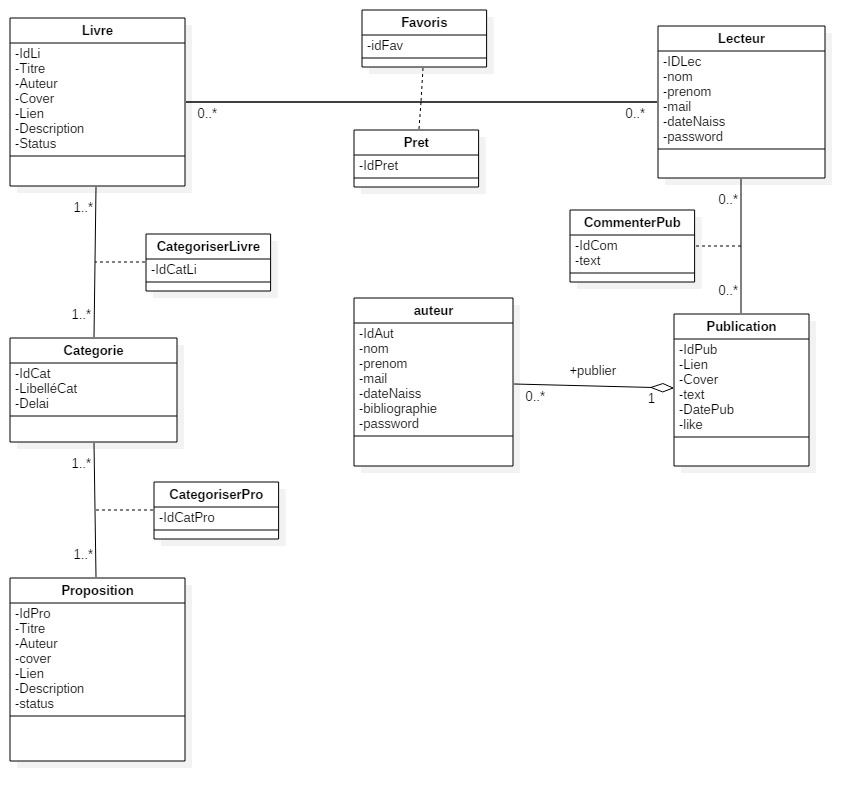 Livre
-IdLi
-Titre
-Auteur
-Cover
-Lien
-Description
-Status
Favoris
-idFav
Lecteur
-IDLec
-nom
-prenom
-mail
-dateNaiss
-password
0..*
0..*
Pret
-IdPret
1..*
CategoriserLivre
-IdCatLi
1..*
0..*
CommenterPub
-IdCom
-text
0..*
Categorie
-IdCat
-LibelléCat
-Delai
auteur
-IdAut
-nom
-prenom
-mail
-dateNaiss
-bibliographie
-password
+publier
0..*
1
Publication
-IdPub
-Lien
-Cover
-text
-DatePub
-like
1..*
CategoriserPro
-IdCatPro
1..*
Proposition
-IdPro
-Titre
-Auteur
-cover
-Lien
-Description
-status